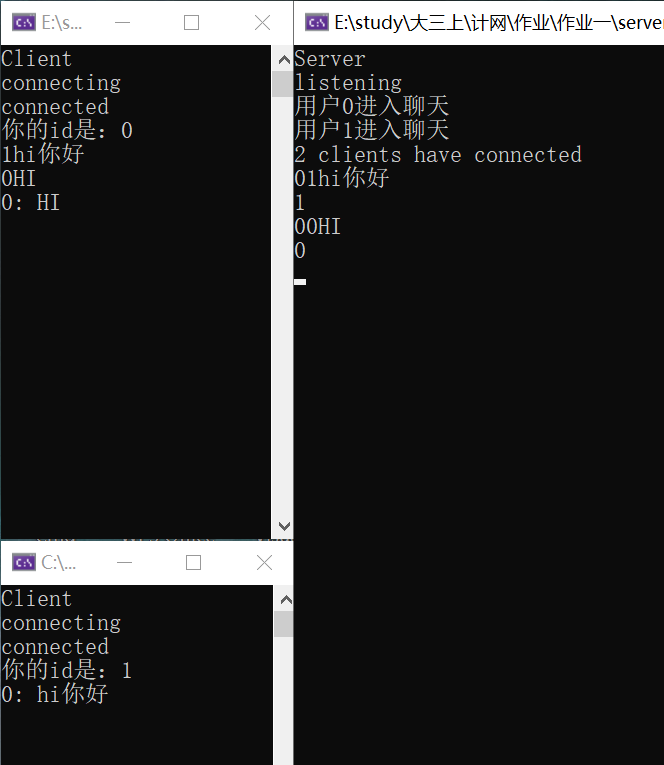 E:\s...
Client
connecting
connected
你的id是：0
1hi你好
0HI
0: HI
E:\study\大三上\计网\作业\作业一\server
Server
listening
用户0进入聊天
用户1进入聊天
2 clients have connected
01hi你好
1
00HI
0
C:\...
Client
connecting
connected
你的id是：1
0: hi你好